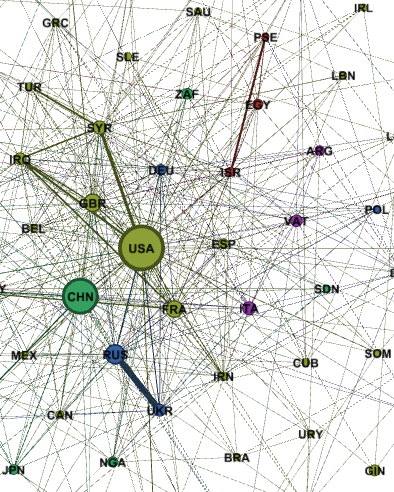 IRL
SAU
GRC
PSE
SLE
LBN
TUR
ZAF
EGY
SYR
ARG
IRQ
DEU
ISR
GBR
POL
VAT
BEL
USA
ESP
SDN
CHN
FRA
ITA
MEX
RUS
SOM
CUB
IRN
UKR
CAN
URY
BRA
NGA
JPN
GIN